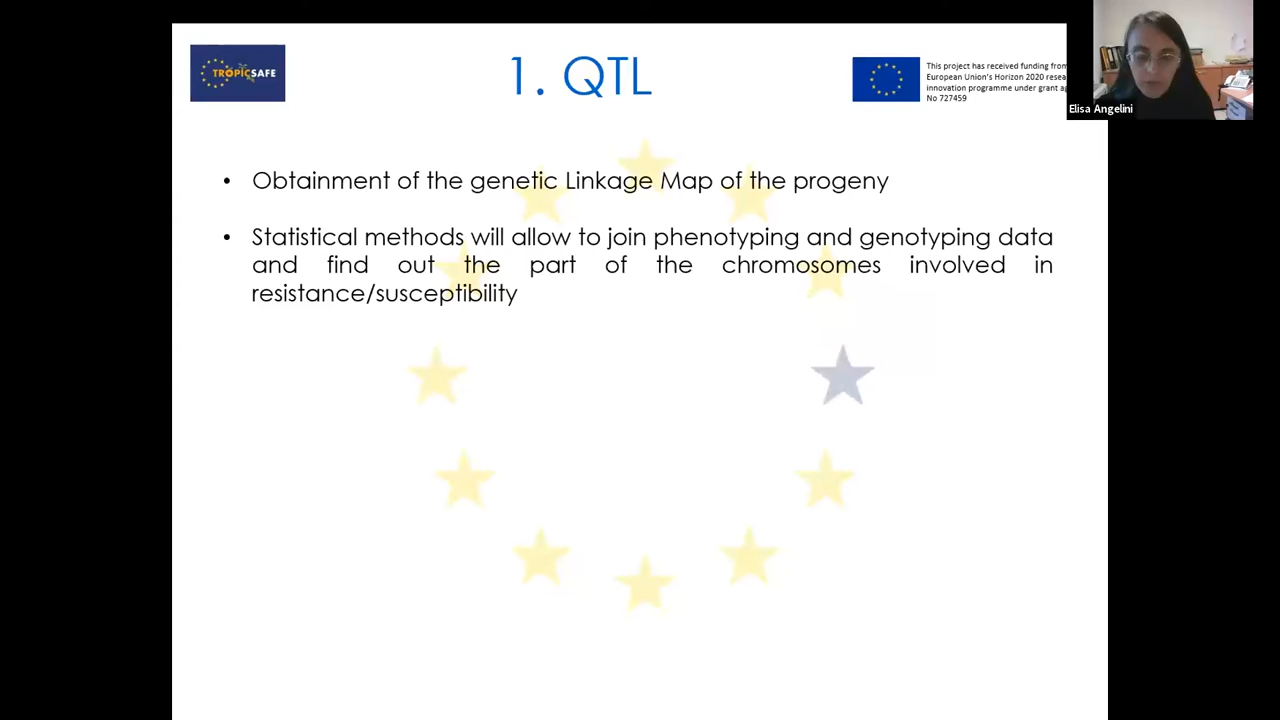 TROPICSAFE
1. QTL
This project has received funding from
European Union's Horizon 2020 resea
innovation programme under grant ag
No 727459
Elisa Angelini
• Obtainment of the genetic Linkage Map of the progeny
• Statistical methods will allow to join phenotyping and genotyping data
and find out the part of the chromosomes involved in
resistance/susceptibility